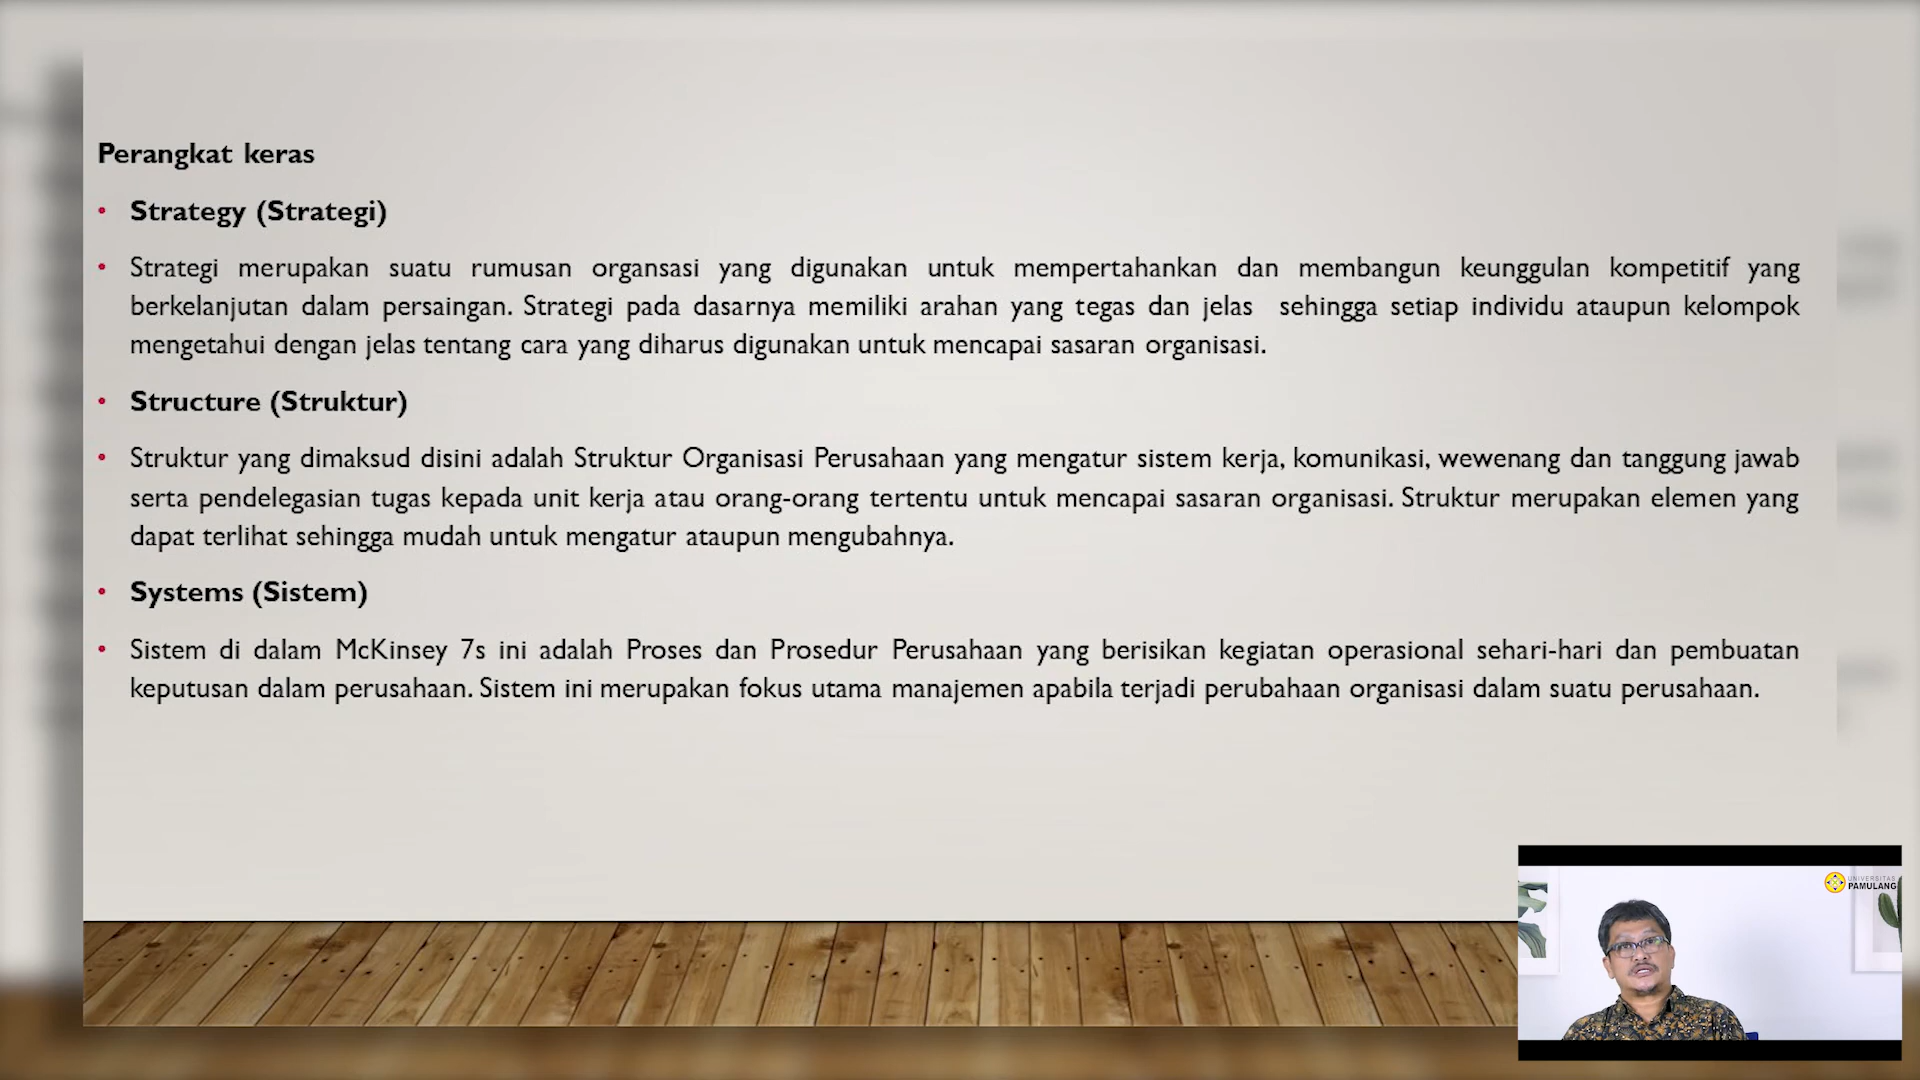 Perangkat keras
• Strategy (Strategi)
• Strategi merupakan suatu rumusan organsasi yang digunakan untuk mempertahankan dan membangun keunggulan kompetitif yang
berkelanjutan dalam persaingan. Strategi pada dasarnya memiliki arahan yang tegas dan jelas sehingga setiap individu ataupun kelompok
mengetahui dengan jelas tentang cara yang diharus digunakan untuk mencapai sasaran organisasi.
• Structure (Struktur)
• Struktur yang dimaksud disini adalah Struktur Organisasi Perusahaan yang mengatur sistem kerja, komunikasi, wewenang dan tanggung jawab
serta pendelegasian tugas kepada unit kerja atau orang-orang tertentu untuk mencapai sasaran organisasi. Struktur merupakan elemen yang
dapat terlihat sehingga mudah untuk mengatur ataupun mengubahnya.
• Systems (Sistem)
• Sistem di dalam McKinsey 7s ini adalah Proses dan Prosedur Perusahaan yang berisikan kegiatan operasional sehari-hari dan pembuatan
keputusan dalam perusahaan. Sistem ini merupakan fokus utama manajemen apabila terjadi perubahaan organisasi dalam suatu perusahaan.
UNIVERSITAS
PAMULANG